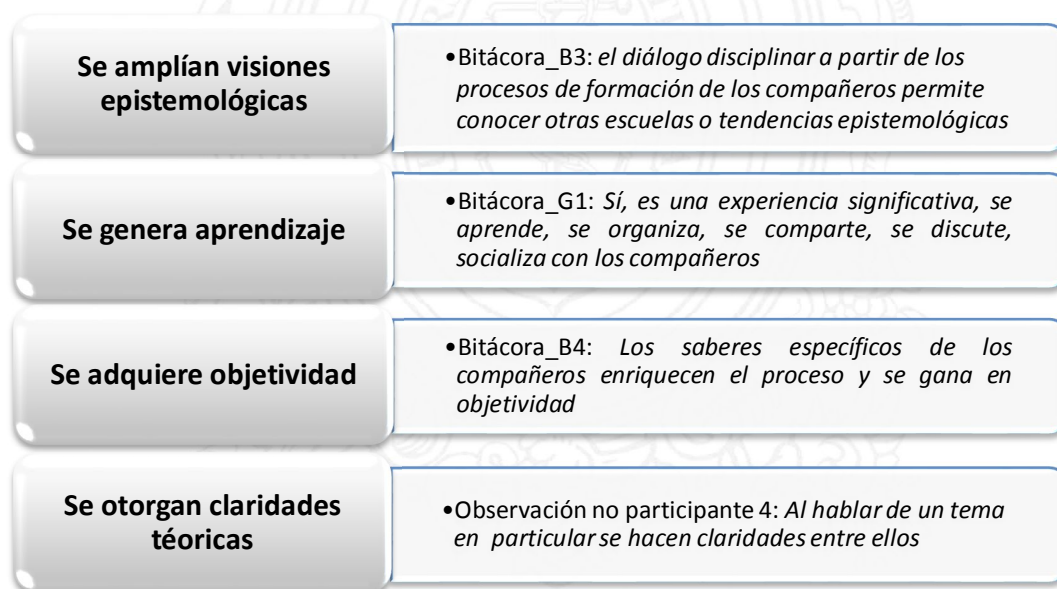 Se amplían visiones
epistemológicas
•Bitácora_B3: el diálogo disciplinar a partir de los
procesos de formación de los compañeros permite
conocer otras escuelas o tendencias epistemológicas
Se genera aprendizaje
•Bitácora_G1: Sí, es una experiencia significativa, se
aprende, se organiza, se comparte, se discute,
socializa con los compañeros
Se adquiere objetividad
•Bitácora_B4: Los saberes específicos de los
compañeros enriquecen el proceso y se gana en
objetividad
Se otorgan claridades
téoricas
•Observación no participante 4: Al hablar de un tema
en particular se hacen claridades entre ellos